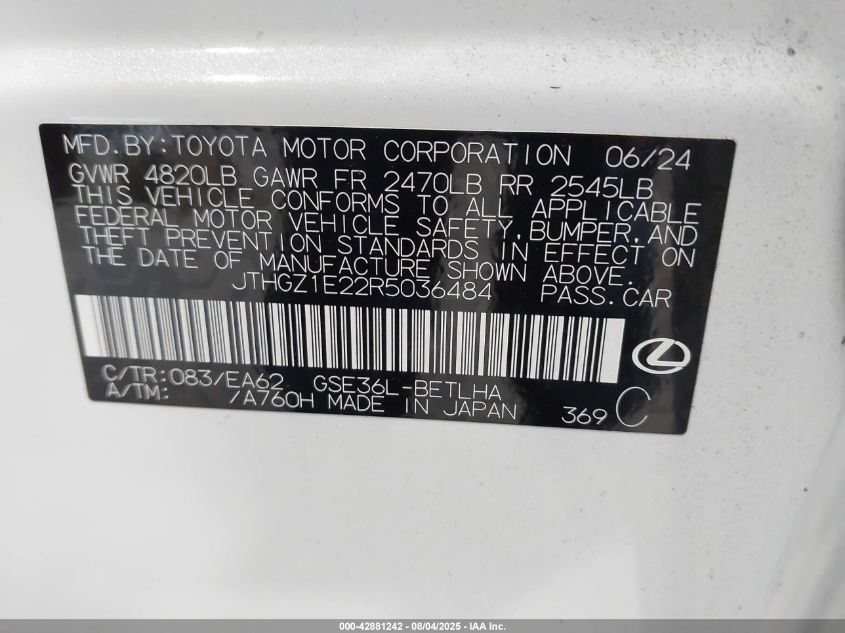 MFD.BY:TOYOTA MOTOR CORPORATION 06/24
GVWR 4820LB GAWR FR 2470LB RR 2545LB
THIS VEHICLE CONFORMS TO ALL APPLICABLE
FEDERAL MOTOR VEHICLE SAFETY,BUMPER,AND
THEFT PREVENTION STANDARDS IN EFFECT ON
THE DATE OF MANUFACTURE SHOWN ABOVE.
JTHGZ1E22R5036484 PASS.CAR
C/TR:083/EA62 GSE36L-BETLHA
A/TM: /A760H MADE IN JAPAN 369 C
000-42881242 - 08/04/2025 - IAA Inc.